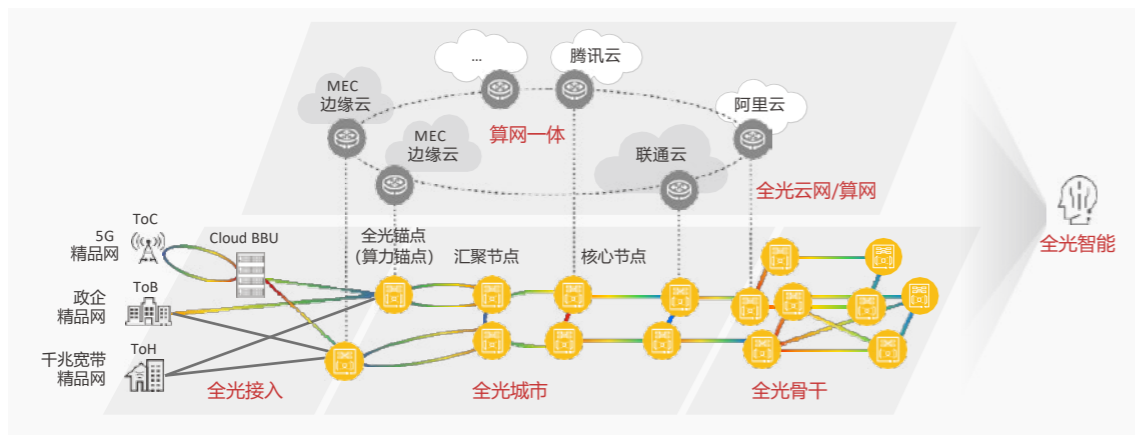 ...
腾讯云
MEC
边缘云
阿里云
MEC
边缘云
算网一体
联通云
全光云网/算网
ToC
5G
精品网
Cloud BBU
全光锚点
(算力锚点)
汇聚节点
核心节点
全光智能
ToB
政企
精品网
ToH
千兆宽带
精品网
全光接入
全光城市
全光骨干